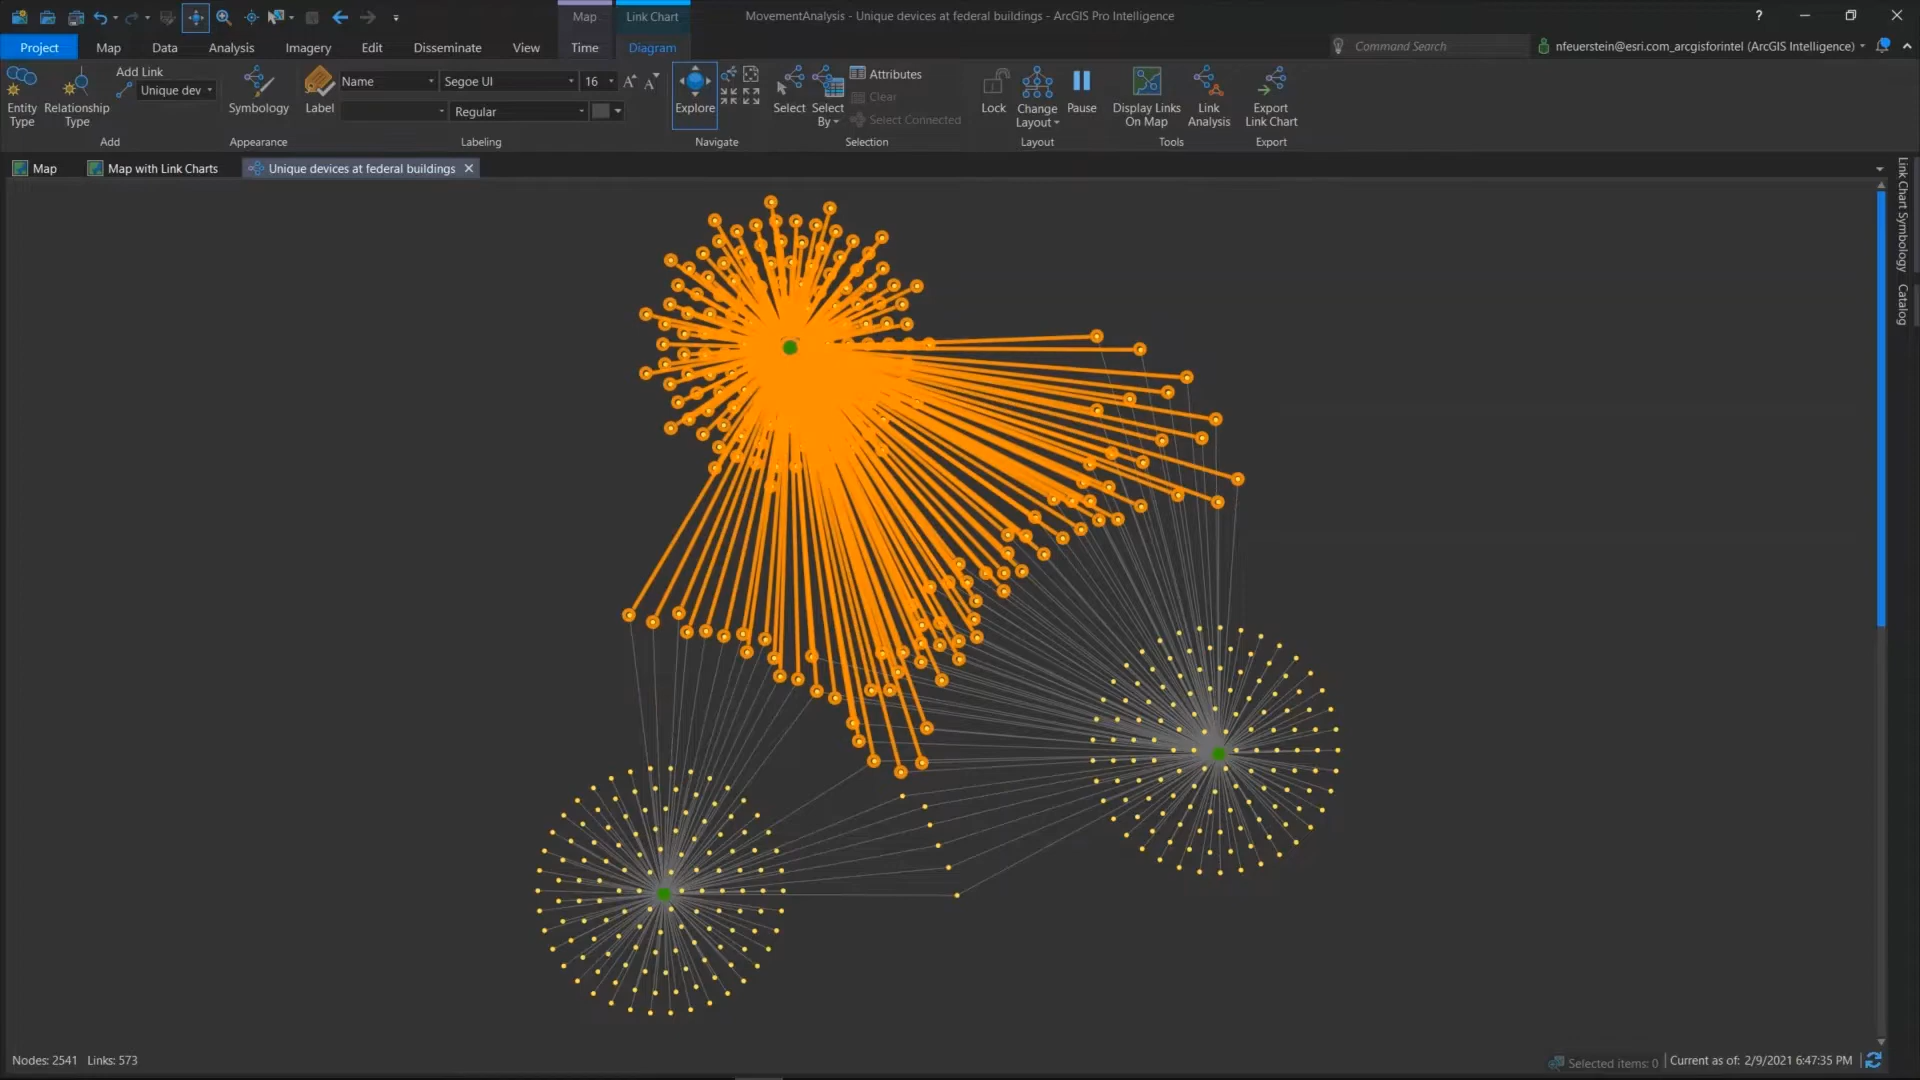 Map
Link Chart
MovementAnalysis - Unique devices at federal buildings - ArcGIS Pro Intelligence
?
Project
Map
Data
Analysis
Imagery
Edit
Disseminate
View
Time
Diagram
Command Search
nfeuerstein@esri.com_arcgisforintel (ArcGIS Intelligence)
Entity Type
Relationship Type
Add Link
Unique dev
Add
Symbology
Appearance
Label
Name
Segoe UI
16
Regular
Labeling
Explore
Navigate
Select
Select By
Attributes
Clear
Select Connected
Selection
Lock
Change Layout
Pause
Layout
Display Links On Map
Link Analysis
Tools
Export Link Chart
Export
Map
Map with Link Charts
Unique devices at federal buildings
Link Chart Symbology
Catalog
Nodes: 2541 Links: 573
Selected items: 0
Current as of: 2/9/2021 6:47:35 PM